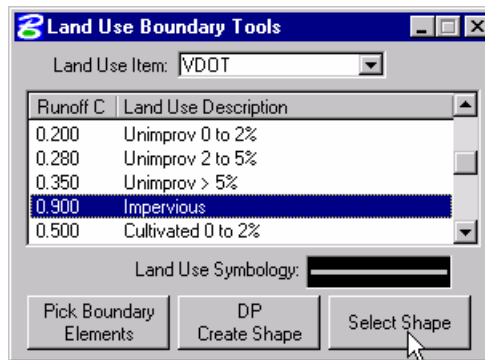 Land Use Boundary Tools
Land Use Item: VDOT
Runoff C Land Use Description
0.200 Unimprov 0 to 2%
0.280 Unimprov 2 to 5%
0.350 Unimprov > 5%
0.900 Impervious
0.500 Cultivated 0 to 2%
Land Use Symbology:
Pick Boundary
Elements
DP
Create Shape
Select Shape